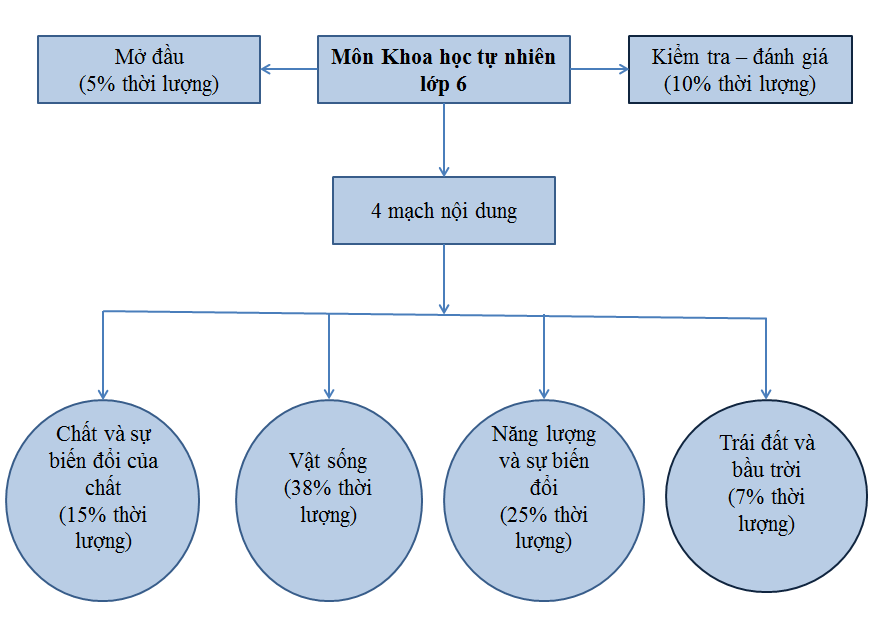 Mở đầu
(5% thời lượng)
Môn Khoa học tự nhiên
lớp 6
Kiểm tra – đánh giá
(10% thời lượng)
4 mạch nội dung
Chất và sự
biến đổi của
chất
(15% thời
lượng)
Vật sống
(38% thời
lượng)
Năng lượng
và sự biến
đổi
(25% thời
lượng)
Trái đất và
bầu trời
(7% thời
lượng)